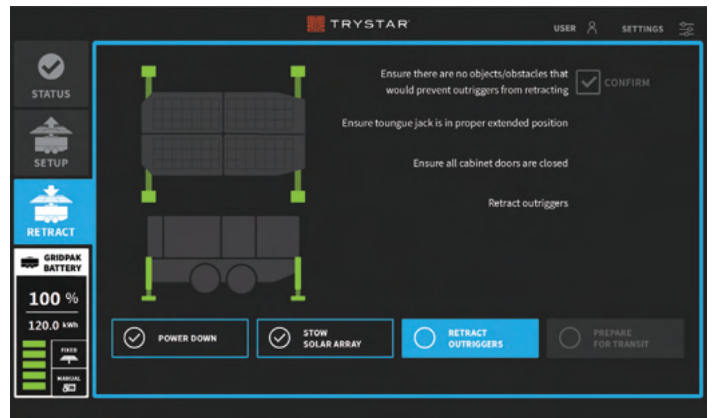 TRYSTAR
USER
SETTINGS
STATUS
SETUP
RETRACT
GRIDPAK
BATTERY
100 %
120.0 kWh
FIXED
MANUAL
Ensure there are no objects/obstacles that
would prevent outriggers from retracting
CONFIRM
Ensure toungue jack is in proper extended position
Ensure all cabinet doors are closed
Retract outriggers
POWER DOWN
STOW
SOLAR ARRAY
RETRACT
OUTRIGGERS
PREPARE
FOR TRANSIT